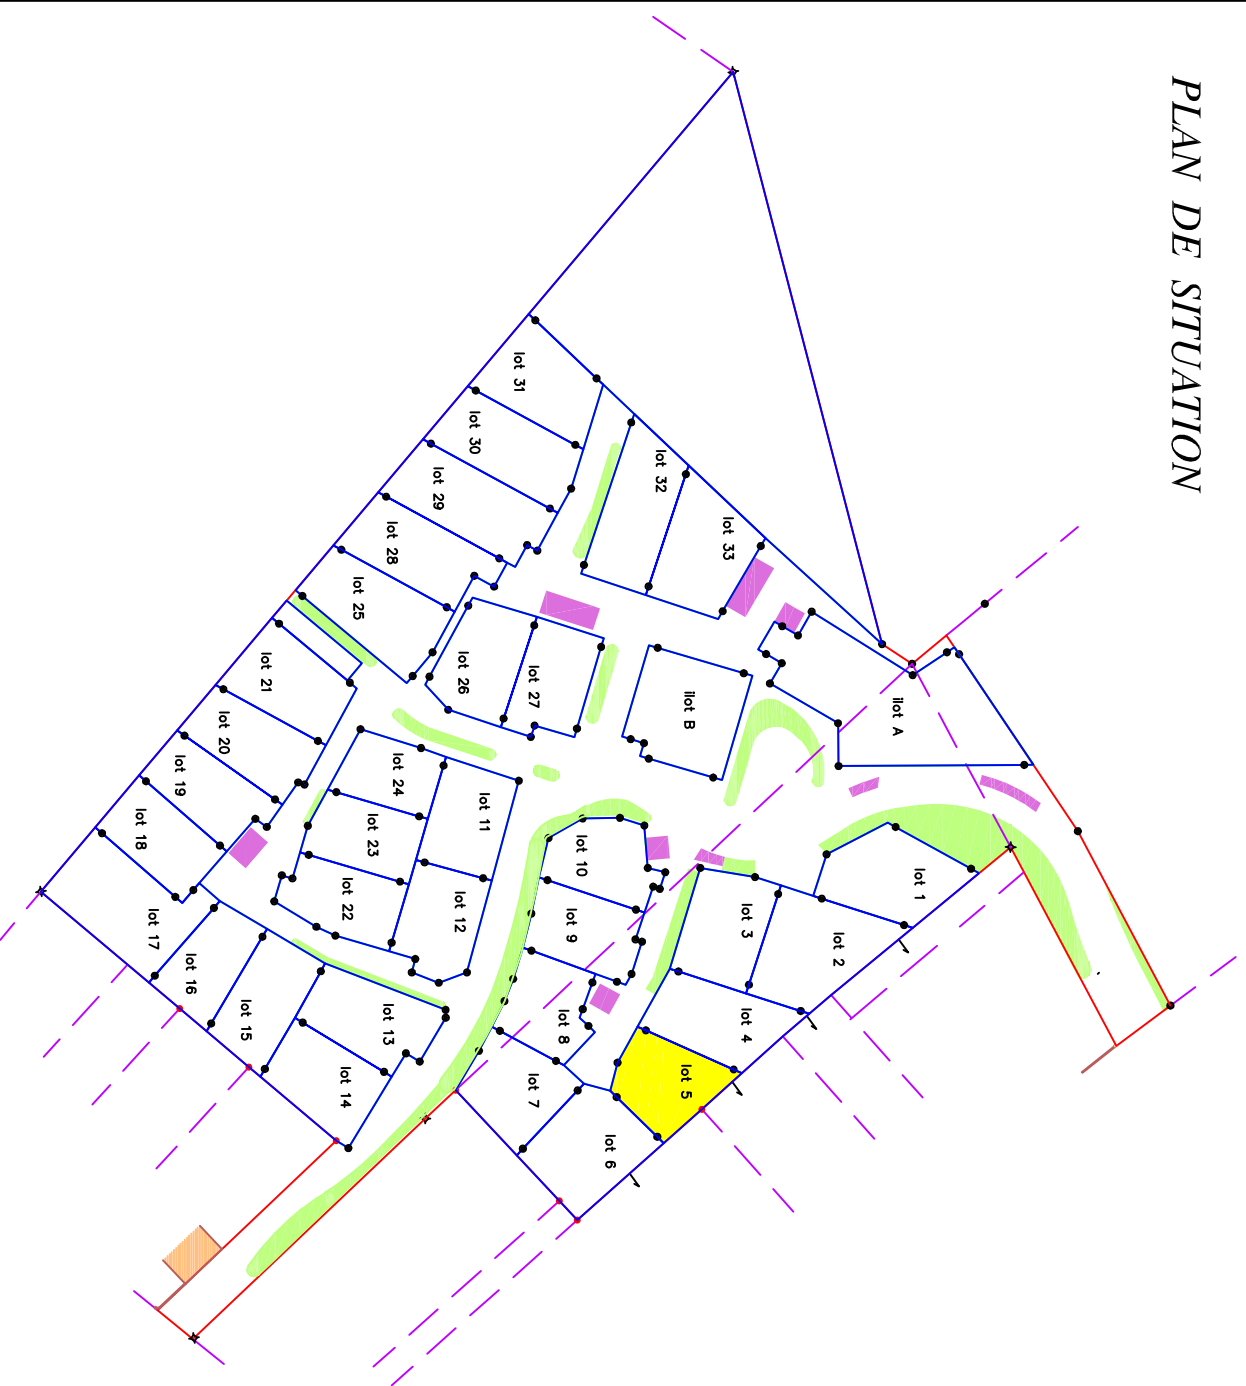 PLAN DE SITUATION
lot 31
lot 30
lot 29
lot 28
lot 25
lot 32
lot 33
lot 26
lot 27
ilot B
ilot A
lot 21
lot 20
lot 19
lot 18
lot 17
lot 16
lot 15
lot 14
lot 13
lot 24
lot 23
lot 22
lot 11
lot 12
lot 10
lot 9
lot 8
lot 7
lot 6
lot 5
lot 4
lot 3
lot 2
lot 1